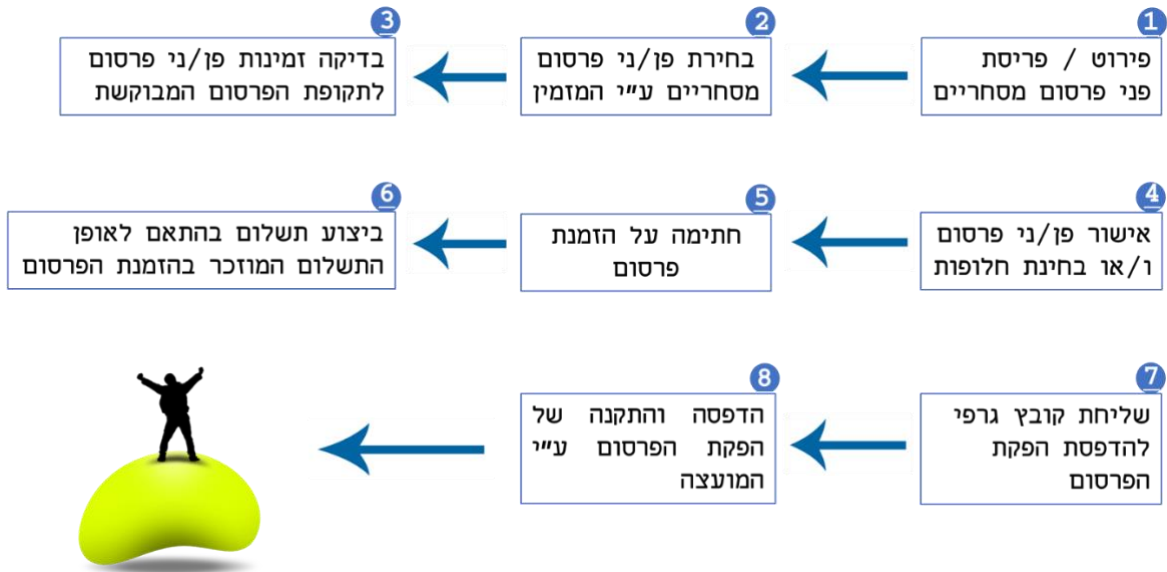 1
פירוט / פריסת
פני פרסום מסחריים
2
בחירת פן/ני פרסום
מסחריים ע"י המזמין
3
בדיקה זמינות פן/ני פרסום
לתקופת הפרסום המבוקשת
4
אישור פן/ני פרסום
ו/או בחינת חלופות
5
חתימה על הזמנת
פרסום
6
ביצוע תשלום בהתאם לאופן
התשלום המוזכר בהזמנת הפרסום
7
שליחת קובץ גרפי
להדפסת הפקת
הפרסום
8
הדפסה והתקנה של
הפקת הפרסום ע"י
המועצה